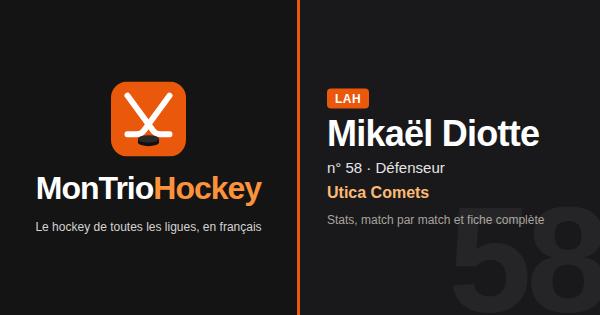 MonTrioHockey
Le hockey de toutes les ligues, en français
LAH
Mikaël Diotte
n° 58 · Défenseur
Utica Comets
Stats, match par match et fiche complète
58